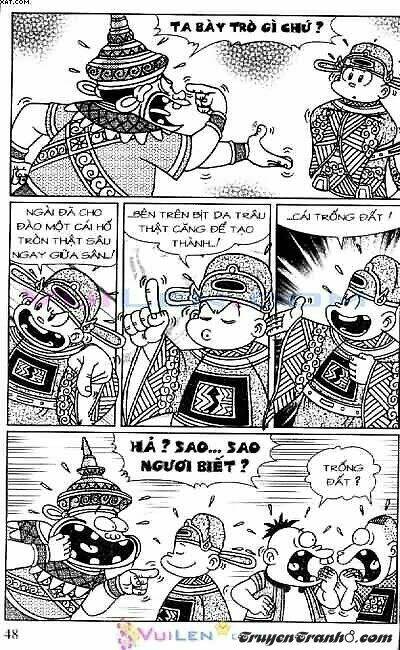 XAT.COM
TA BÀY TRÒ GÌ CHỨ ?
NGÀI ĐÃ CHO
ĐÀO MỘT CÁI HỐ
TRÒN THẬT SÂU
NGAY GIỮA SÂN...!
...BÊN TRÊN BỊT DA TRÂU
THẬT CĂNG ĐỂ TẠO
THÀNH...!
...CÁI TRỐNG ĐẤT !
HẢ ? SAO... SAO
NGƯƠI BIẾT ?
TRỐNG
ĐẤT ?
48
VUILEN
TruyenTranh8.com